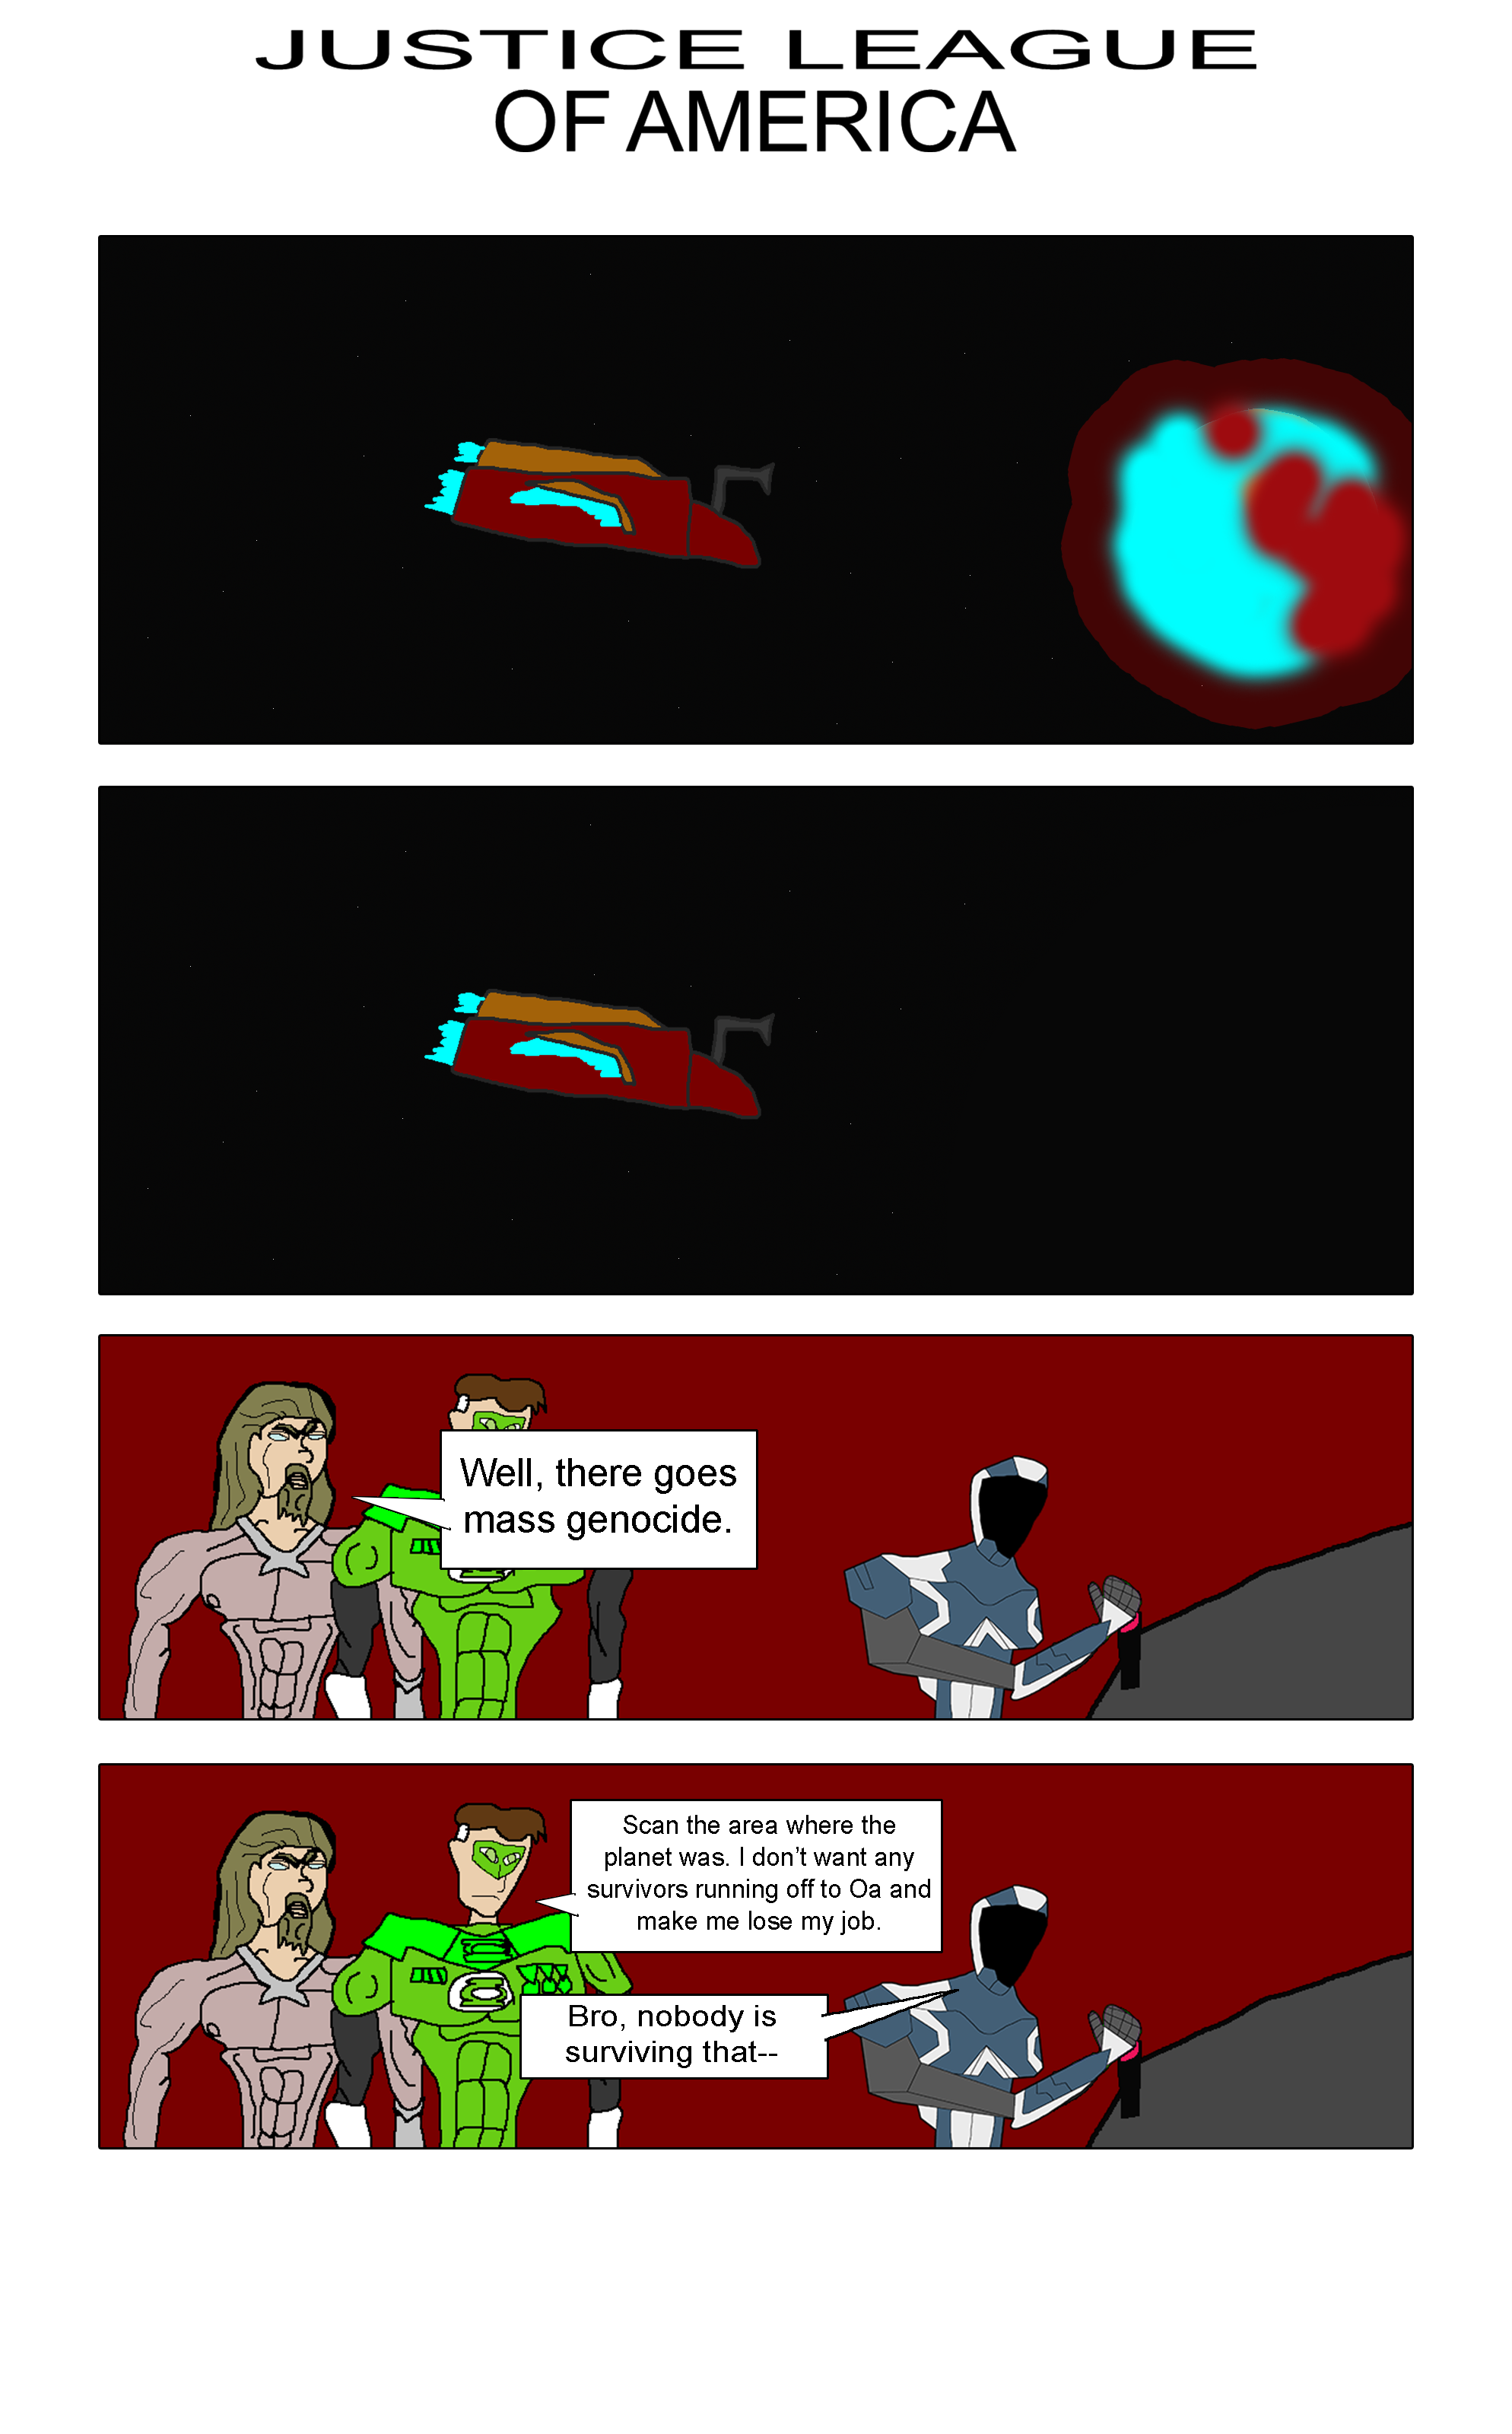 JUSTICE LEAGUE
OF AMERICA
Well, there goes
mass genocide.
Scan the area where the
planet was. I don't want any
survivors running off to Oa and
make me lose my job.
Bro, nobody is
surviving that--